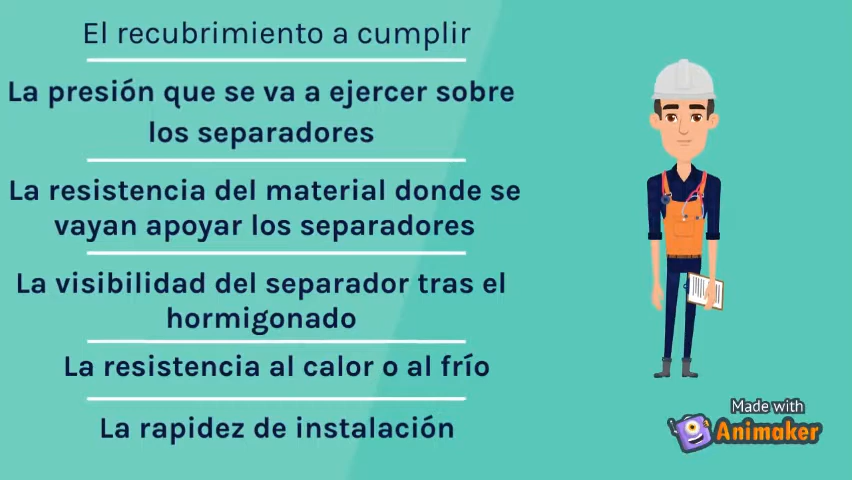 El recubrimiento a cumplir
La presión que se va a ejercer sobre
los separadores
La resistencia del material donde se
vayan apoyar los separadores
La visibilidad del separador tras el
hormigonado
La resistencia al calor o al frío
La rapidez de instalación
Made with
Animaker